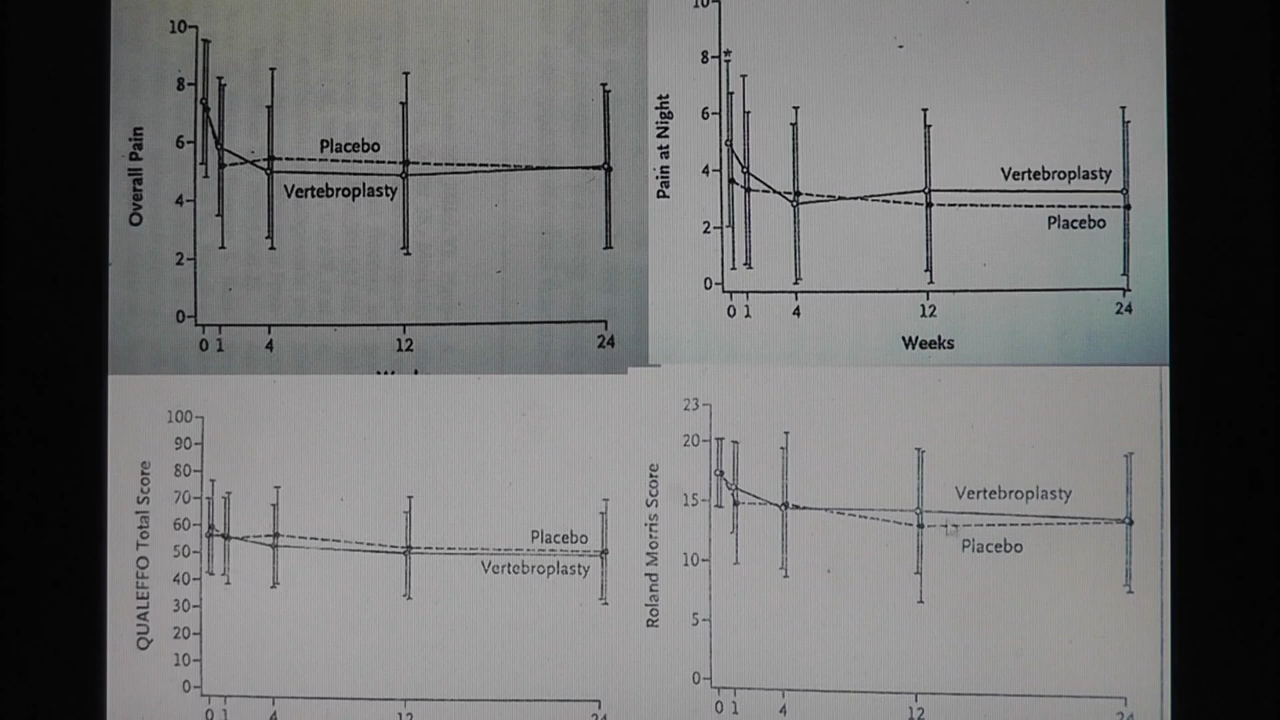 10
8
6
4
2
0
Overall Pain
Placebo
Vertebroplasty
0 1 4 12 24
10
8
*
6
4
2
0
Pain at Night
Vertebroplasty
Placebo
0 1 4 12 24
Weeks
100
90
80
70
60
50
40
30
20
10
0
QUALEFFO Total Score
Placebo
Vertebroplasty
0 1 4 12 24
23
20
15
10
5
0
Roland Morris Score
Vertebroplasty
Placebo
0 1 4 12 24